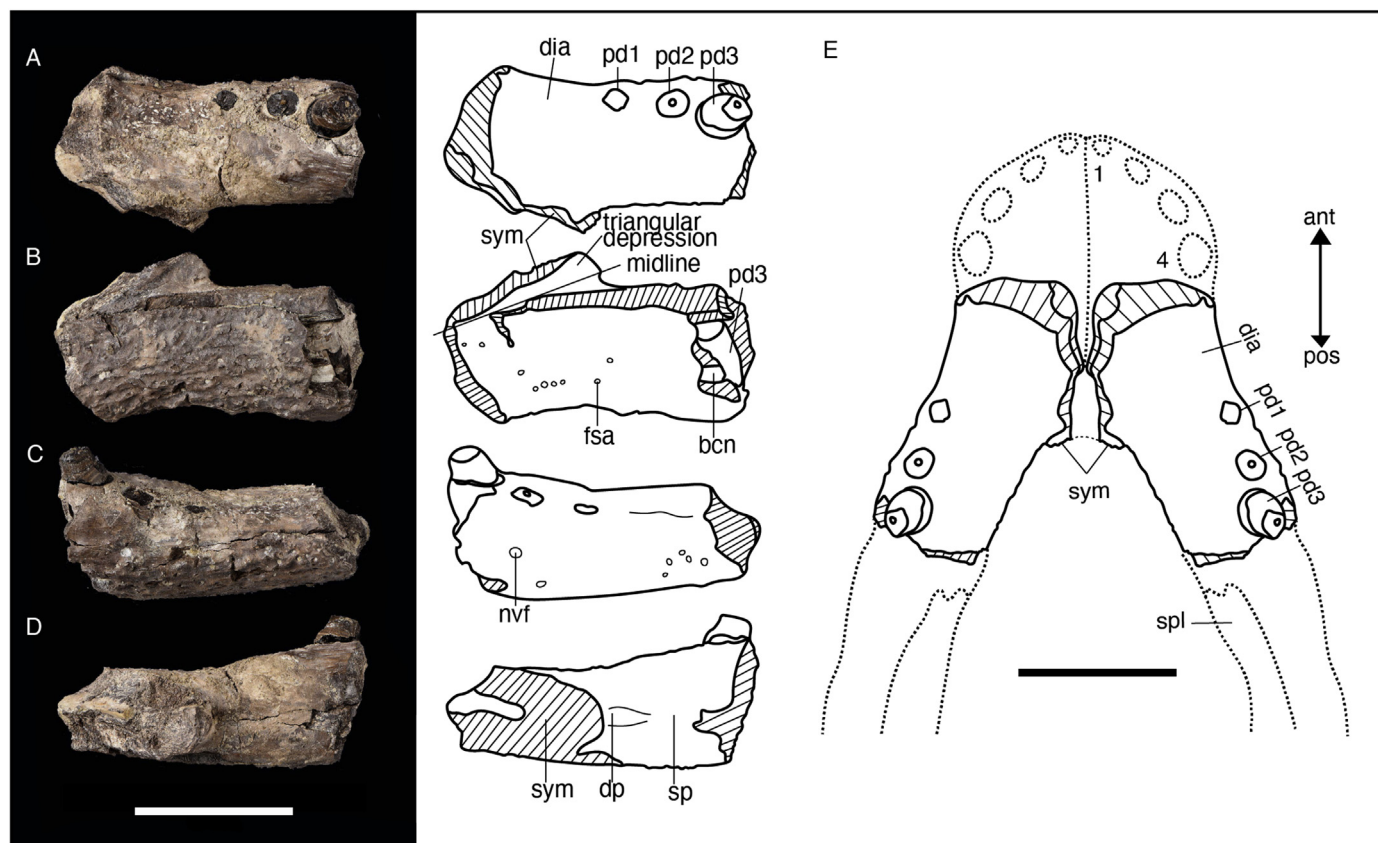 A
dia
pd1
pd2
pd3
sym
triangular
depression
midline
B
pd3
fsa
bcn
C
nvf
D
sym
dp
sp
E
1
4
ant
pos
dia
pd1
pd2
pd3
sym
spl